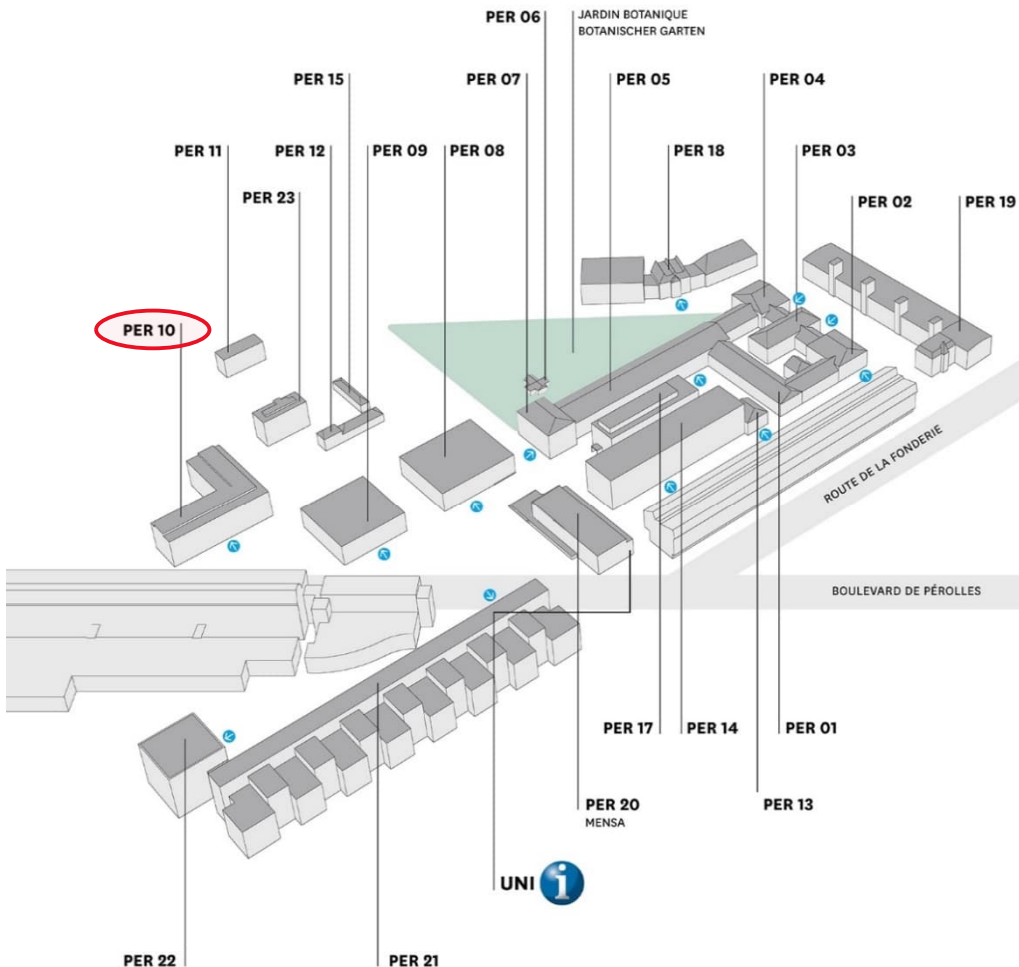 PER 06
JARDIN BOTANIQUE
BOTANISCHER GARTEN
PER 15
PER 07
PER 05
PER 04
PER 11
PER 12
PER 09
PER 08
PER 18
PER 03
PER 23
PER 02
PER 19
PER 10
ROUTE DE LA FONDERIE
BOULEVARD DE PÉROLLES
PER 17
PER 14
PER 01
PER 20
MENSA
PER 13
UNI i
PER 22
PER 21